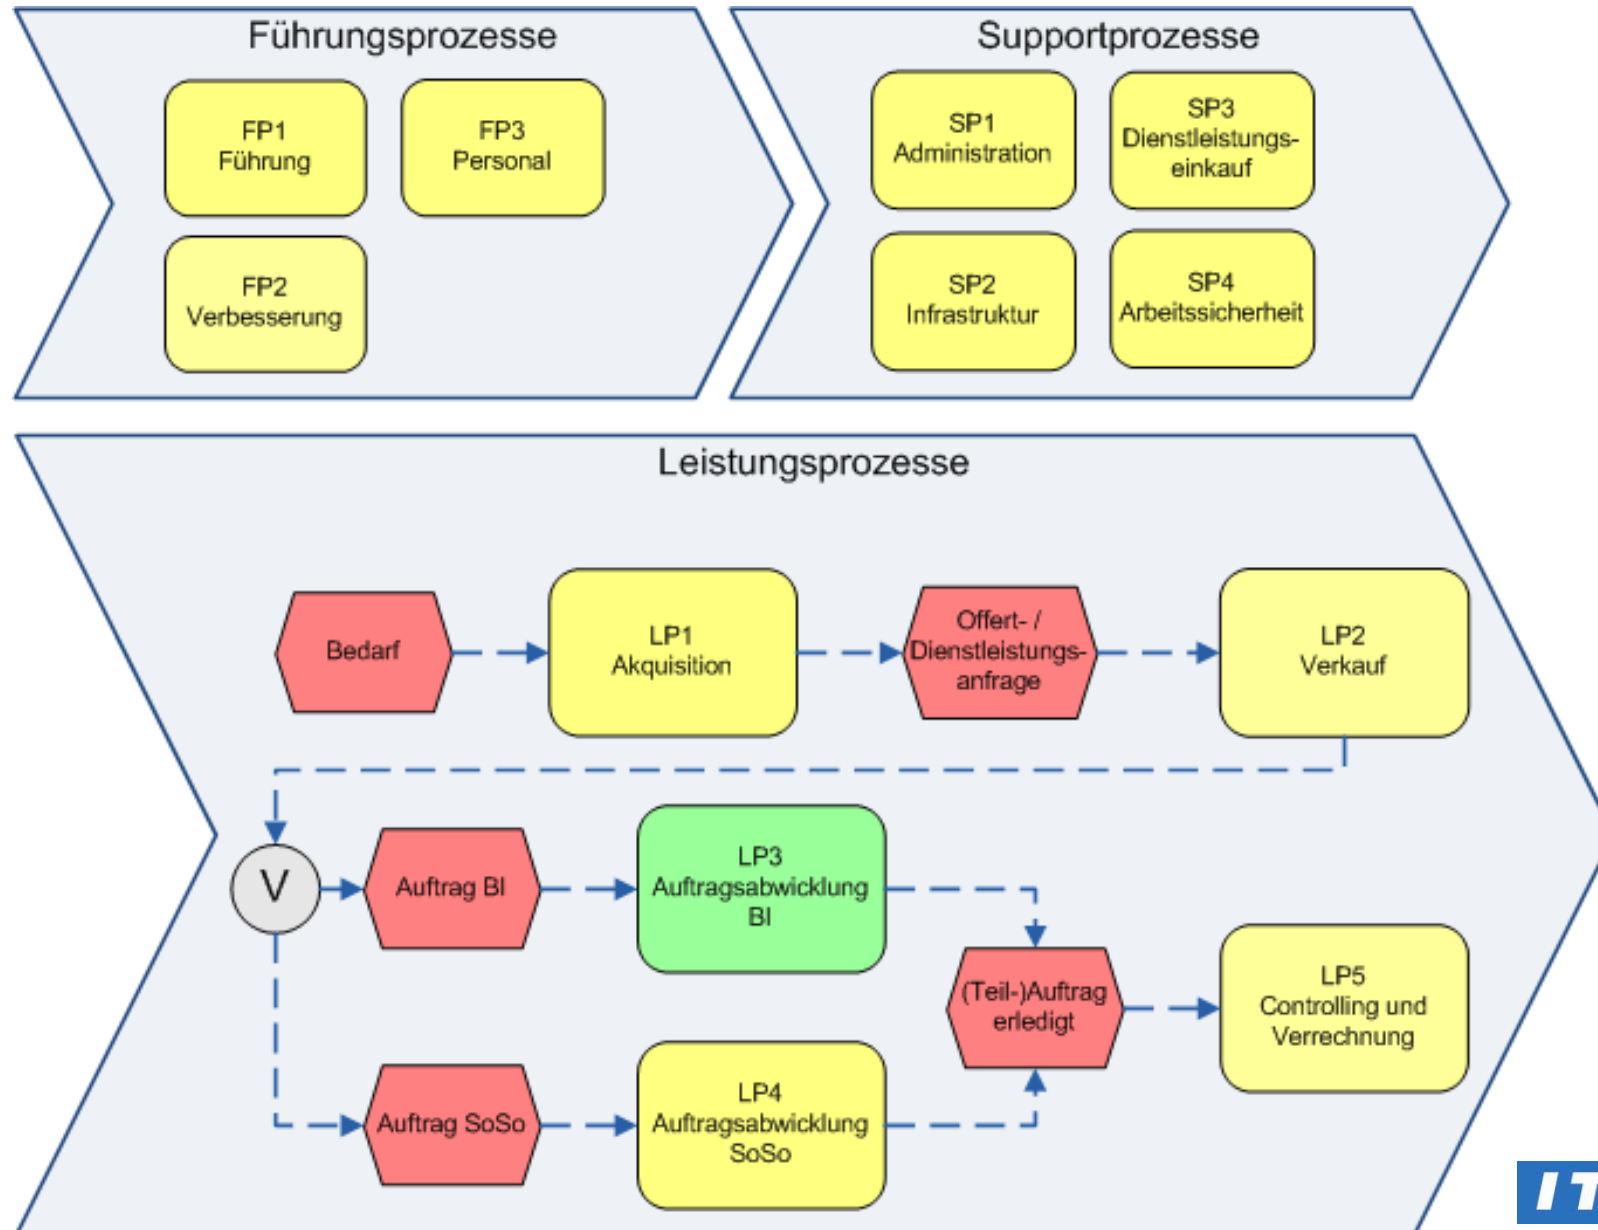 Führungsprozesse
FP1
Führung
FP3
Personal
FP2
Verbesserung
Supportprozesse
SP1
Administration
SP3
Dienstleistungs-
einkauf
SP2
Infrastruktur
SP4
Arbeitssicherheit
Leistungsprozesse
Bedarf
LP1
Akquisition
Offert- /
Dienstleistungs-
anfrage
LP2
Verkauf
V
Auftrag BI
LP3
Auftragsabwicklung
BI
(Teil-)Auftrag
erledigt
LP5
Controlling und
Verrechnung
Auftrag SoSo
LP4
Auftragsabwicklung
SoSo
IT